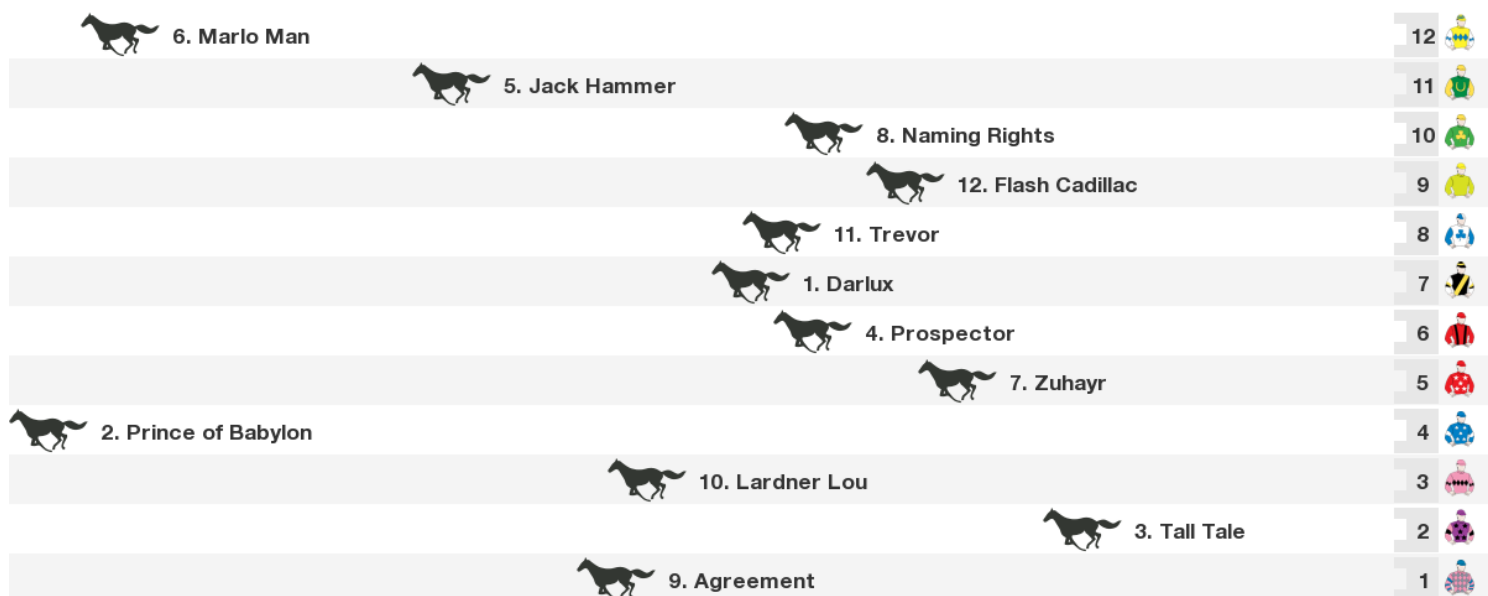 6. Marlo Man 12
5. Jack Hammer 11
8. Naming Rights 10
12. Flash Cadillac 9
11. Trevor 8
1. Darlux 7
4. Prospector 6
7. Zuhayr 5
2. Prince of Babylon 4
10. Lardner Lou 3
3. Tall Tale 2
9. Agreement 1